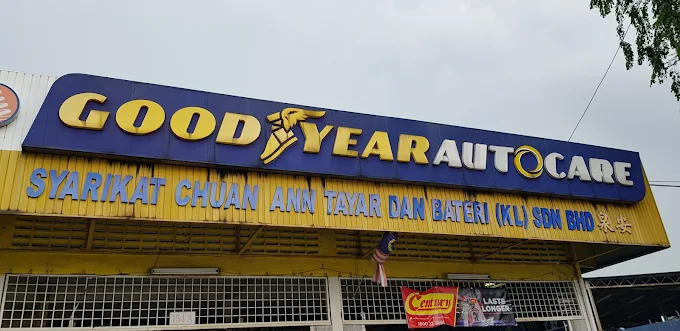 GOODYEAR AUTOCARE
SYARIKAT CHUAN ANN TAYAR DAN BATERI (KL) SDN BHD 泉安
Century
LASTS
LONGER